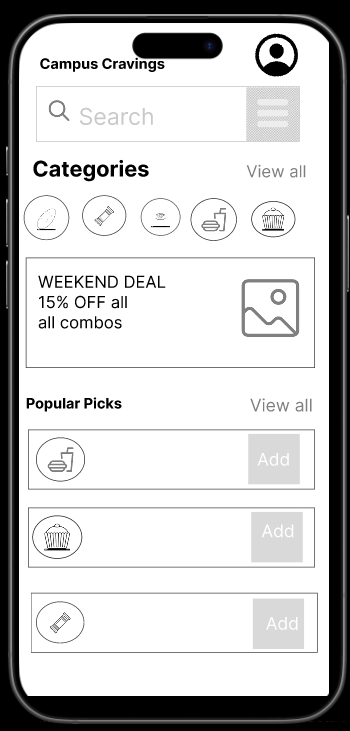 Campus Cravings
Search
Categories
View all
WEEKEND DEAL
15% OFF all
all combos
Popular Picks
View all
Add
Add
Add